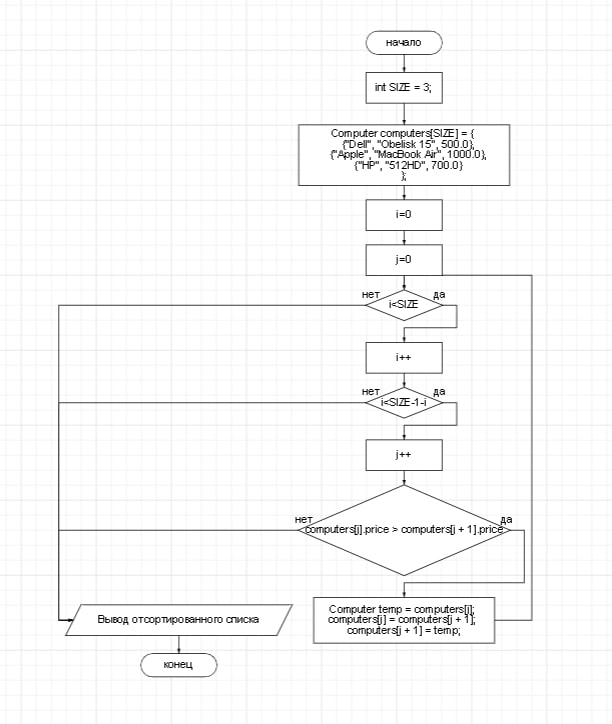 начало
int SIZE = 3;
Computer computers[SIZE] = {
{"Dell", "Obelisk 15", 500.0},
{"Apple", "MacBook Air", 1000.0},
{"HP", "512HD", 700.0}
};
i=0
j=0
нет
да
i<SIZE
i++
нет
да
i<SIZE-1-i
j++
нет
да
computers[j].price > computers[j + 1].price
Computer temp = computers[j];
computers[j] = computers[j + 1];
computers[j + 1] = temp;
Вывод отсортированного списка
конец